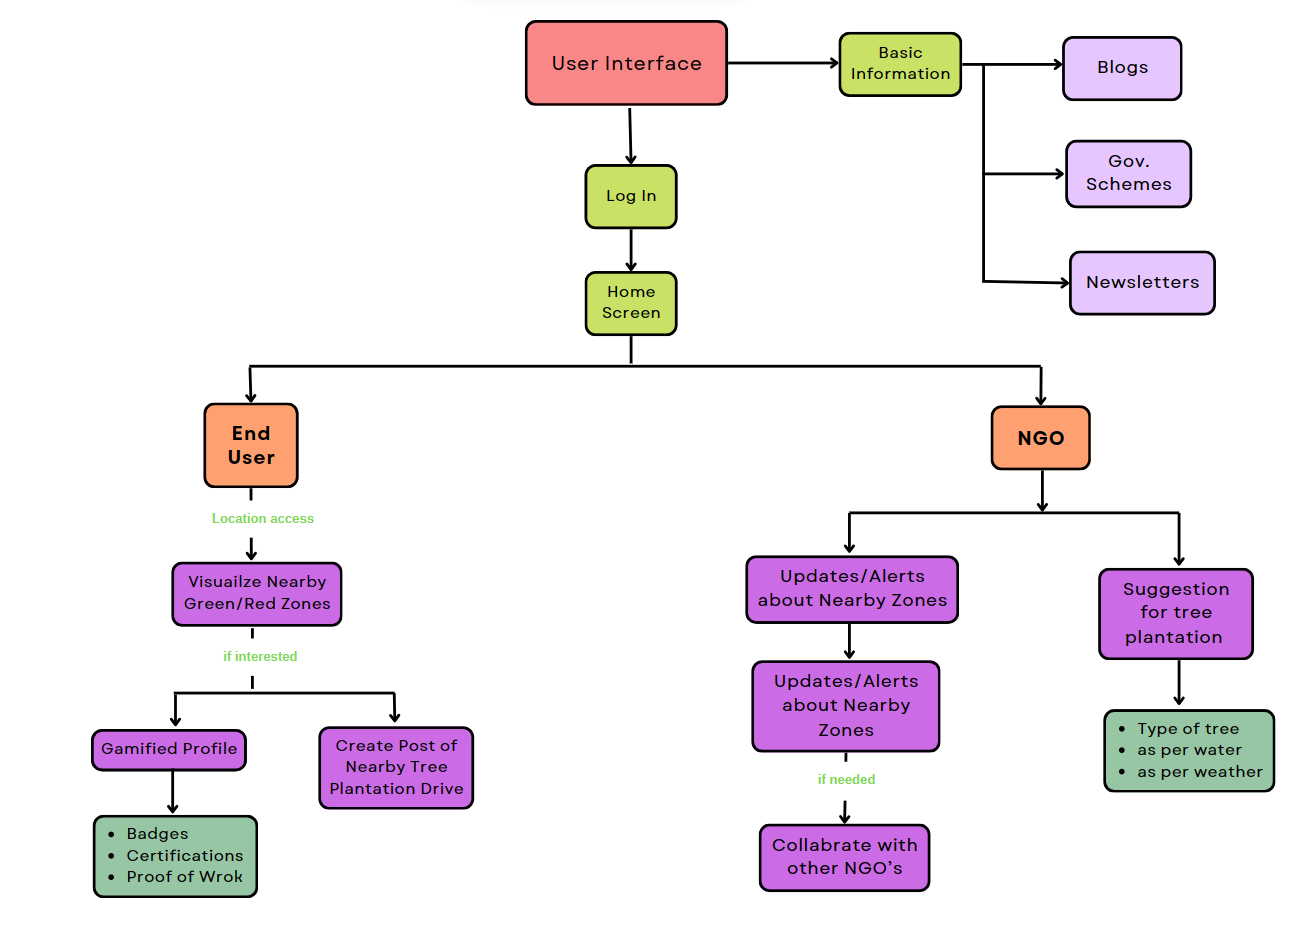 User Interface
Basic
Information
Blogs
Gov.
Schemes
Newsletters
Log In
Home
Screen
End
User
NGO
Location access
Visuailze Nearby
Green/Red Zones
if interested
Gamified Profile
Create Post of
Nearby Tree
Plantation Drive
• Badges
• Certifications
• Proof of Wrok
Updates/Alerts
about Nearby Zones
Updates/Alerts
about Nearby
Zones
if needed
Collabrate with
other NGO’s
Suggestion
for tree
plantation
• Type of tree
• as per water
• as per weather